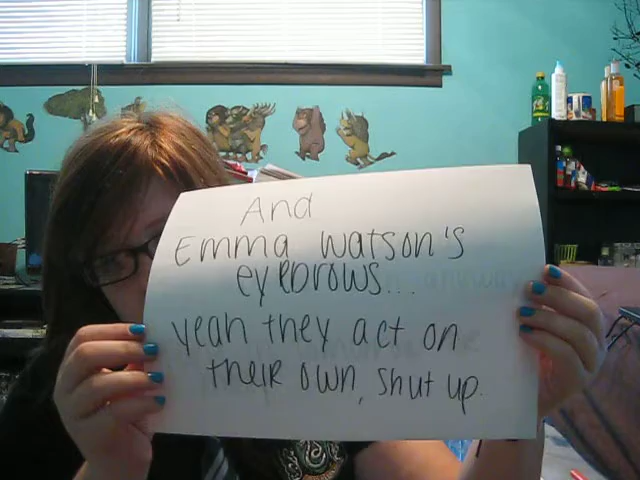 And
Emma Watson's
eyebrows...
yeah they act on
their own, shut up.